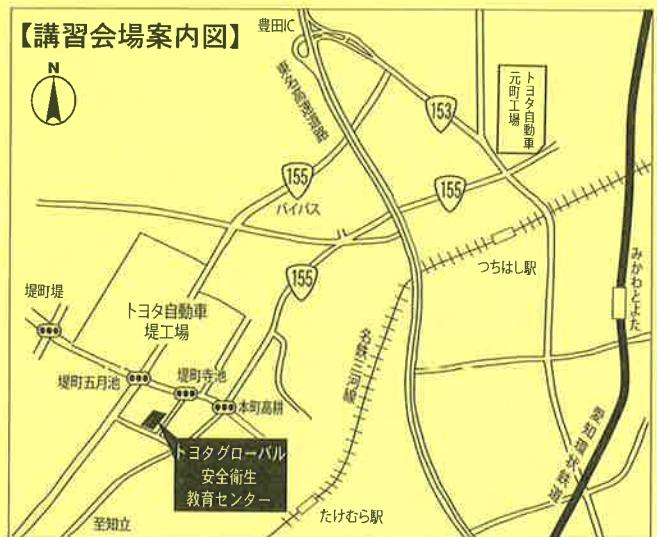 【講習会場案内図】
豊田IC
N
東名高速道路
153
トヨタ自動車
元町工場
155
バイパス
155
155
つちはし駅
みかわとよた
堤町堤
トヨタ自動車
堤工場
名鉄三河線
堤町五月池
堤町寺池
本町高耕
愛知環状鉄道
トヨタグローバル
安全衛生
教育センター
至知立
たけむら駅